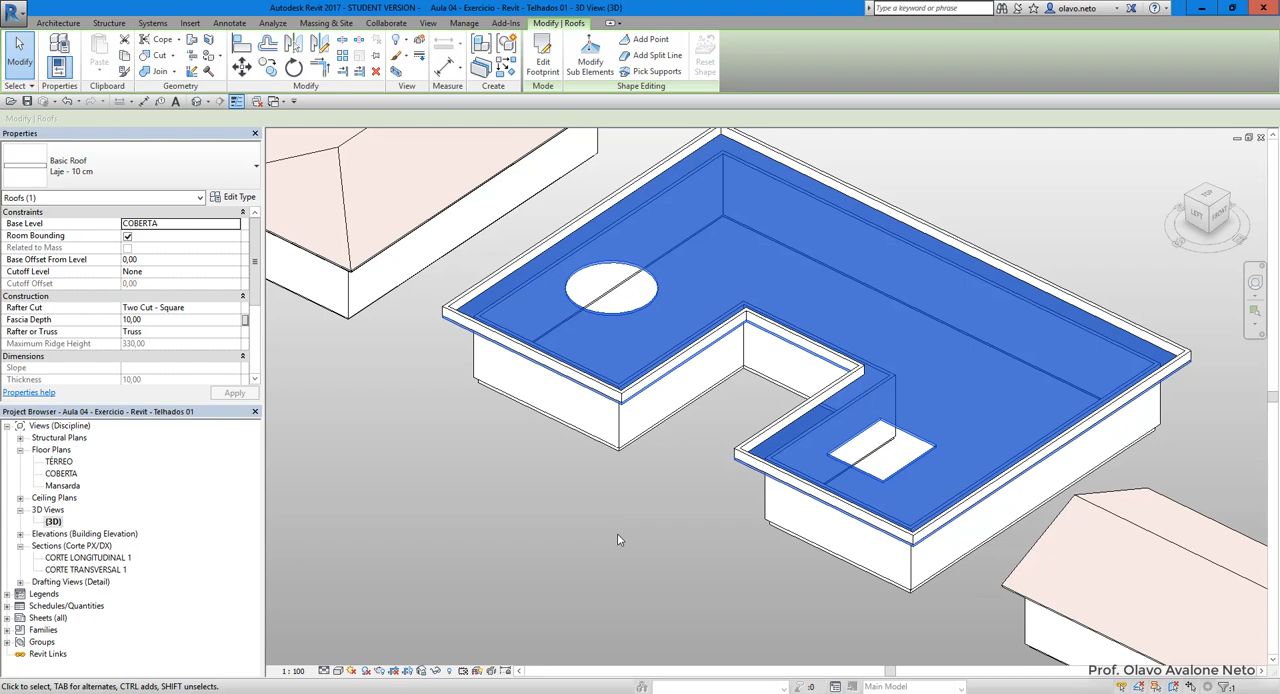 Autodesk Revit 2017 - STUDENT VERSION - Aula 04 - Exercicio - Revit - Telhados 01 - 3D View: {3D}
Type a keyword or phrase
olavo.neto
Architecture Structure Systems Insert Annotate Analyze Massing & Site Collaborate View Manage Add-Ins Modify | Roofs
Modify
Paste
Cope
Cut
Join
Edit
Footprint
Modify
Sub Elements
Add Point
Add Split Line
Pick Supports
Reset
Shape
Select Properties Clipboard Geometry Modify View Measure Create Mode Shape Editing
Modify | Roofs
Properties
Basic Roof
Laje - 10 cm
Roofs (1) Edit Type
Constraints
Base Level COBERTA
Room Bounding
Related to Mass
Base Offset From Level 0,00
Cutoff Level None
Cutoff Offset 0,00
Construction
Rafter Cut Two Cut - Square
Fascia Depth 10,00
Rafter or Truss Truss
Maximum Ridge Height 330,00
Dimensions
Slope
Thickness 10,00
Properties help Apply
Project Browser - Aula 04 - Exercicio - Revit - Telhados 01
Views (Discipline)
Structural Plans
Floor Plans
TÉRREO
COBERTA
Mansarda
Ceiling Plans
3D Views
{3D}
Elevations (Building Elevation)
Sections (Corte PX/DX)
CORTE LONGITUDINAL 1
CORTE TRANSVERSAL 1
Drafting Views (Detail)
Legends
Schedules/Quantities
Sheets (all)
Families
Groups
Revit Links
TOP
LEFT
FRONT
1 : 100
Prof. Olavo Avalone Neto
Click to select, TAB for alternates, CTRL adds, SHIFT unselects.
:0
Main Model
:1